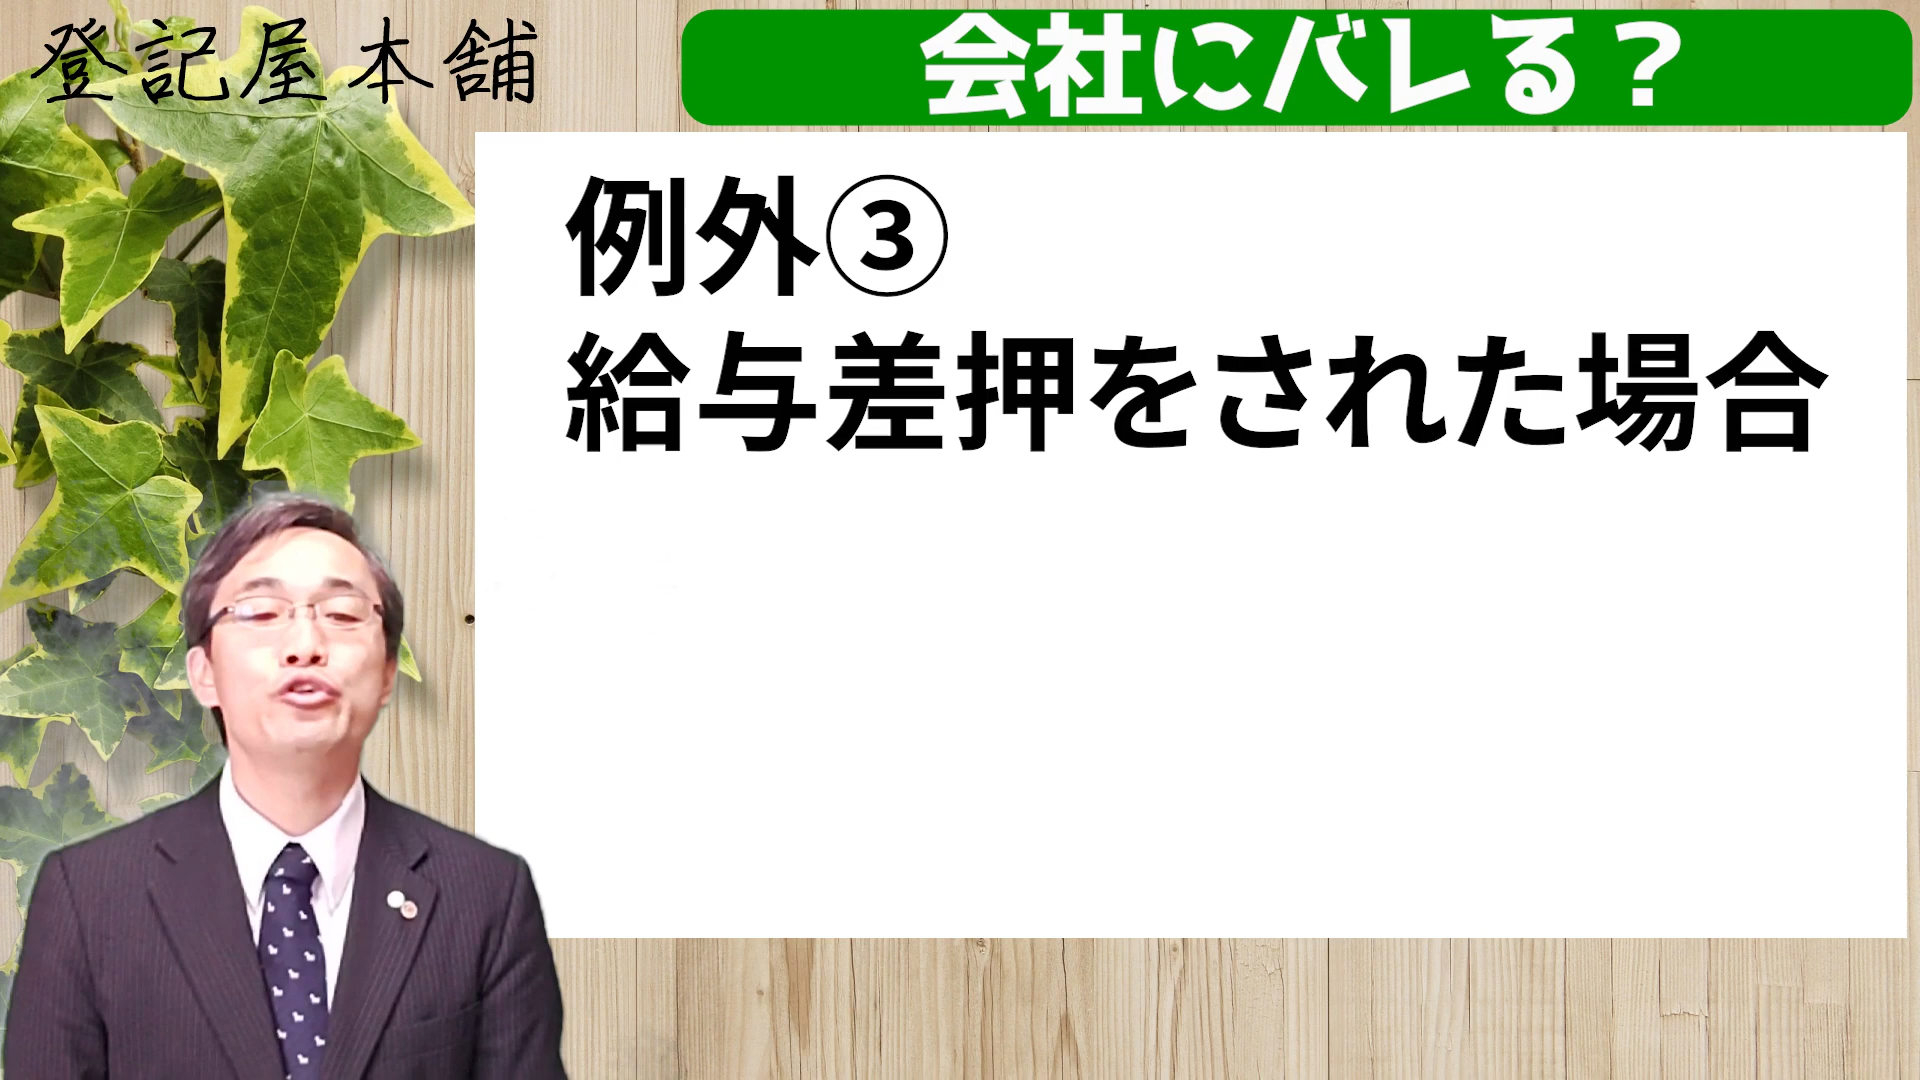 登記屋本舗
会社にバレる？
例外③
給与差押をされた場合